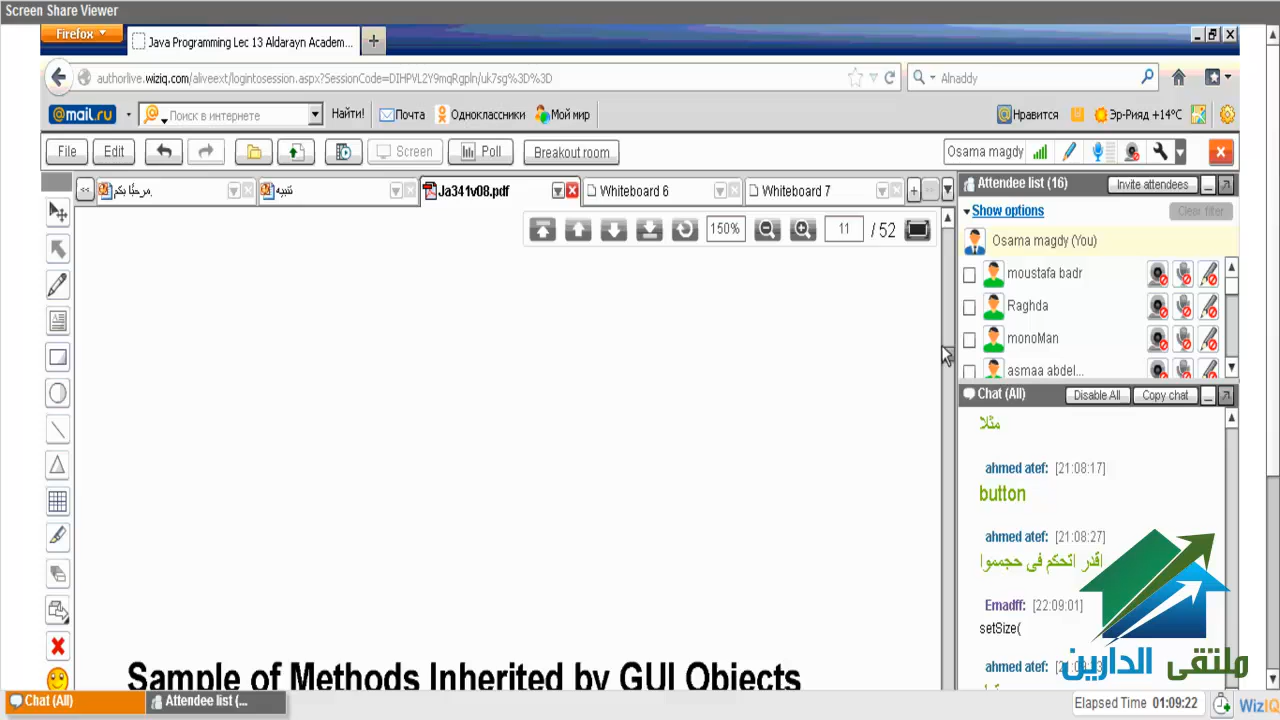 Screen Share Viewer
Firefox
Java Programming Lec 13 Aldarayn Academ...
authorlive.wiziq.com/aliveext/logintosession.aspx?SessionCode=DIHPVL2Y9mqRgpln/uk7sg%3D%3D
Alnaddy
@mail.ru
Поиск в интернете
Найти!
Почта
Одноклассники
Мой мир
Нравится
Эр-Рияд +14°C
File
Edit
Screen
Poll
Breakout room
Osama magdy
مرحبًا بكم.
تنبيه
Ja341v08.pdf
Whiteboard 6
Whiteboard 7
150%
11
/ 52
Attendee list (16)
Invite attendees
Show options
Clear filter
Osama magdy (You)
moustafa badr
Raghda
monoMan
asmaa abdel...
Chat (All)
Disable All
Copy chat
مثلا
ahmed atef: [21:08:17]
button
ahmed atef: [21:08:27]
اقدر اتحكم فى حجمموا
Emadff: [22:09:01]
setSize(
ahmed atef:
ملتقى الدارين
Sample of Methods Inherited by GUI Objects
Chat (All)
Attendee list (...
Elapsed Time 01:09:22
WizIQ